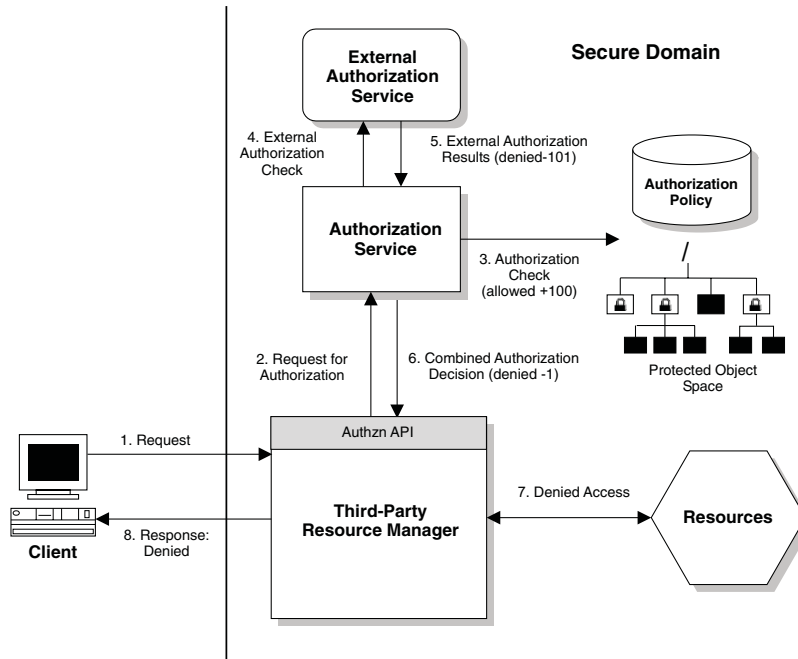 External
Authorization
Service
Secure Domain
4. External
Authorization
Check
5. External Authorization
Results (denied-101)
Authorization
Policy
Authorization
Service
3. Authorization
Check
(allowed +100)
/
2. Request for
Authorization
6. Combined Authorization
Decision (denied -1)
Protected Object
Space
Authzn API
1. Request
Third-Party
Resource Manager
7. Denied Access
Resources
8. Response:
Denied
Client